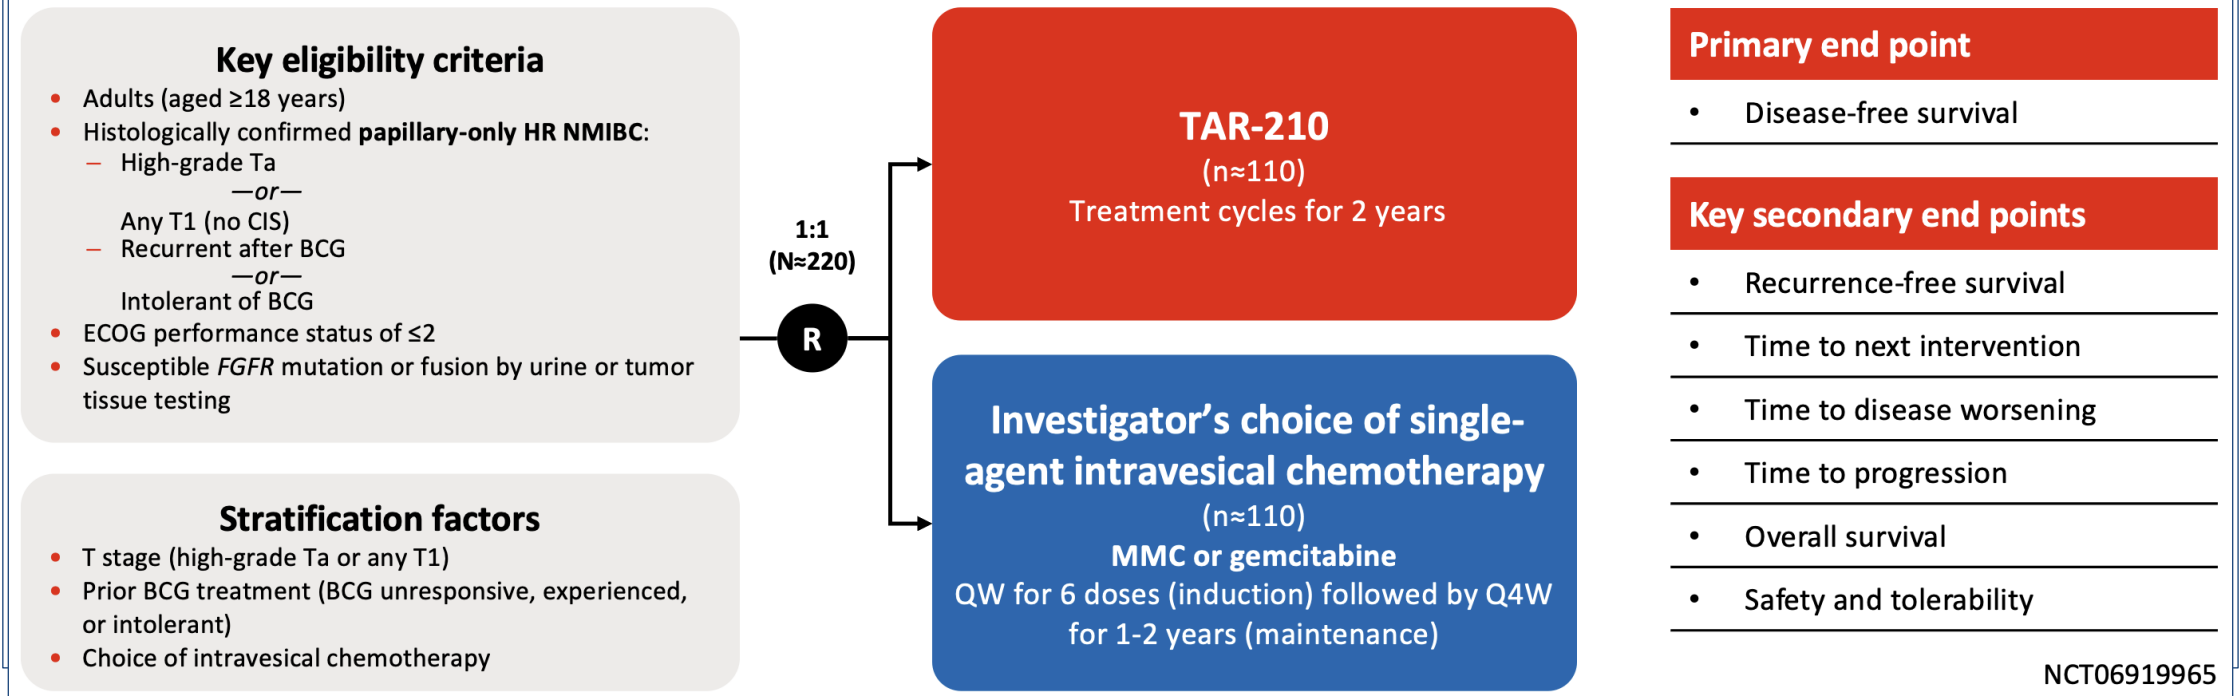 Key eligibility criteria
• Adults (aged ≥18 years)
• Histologically confirmed papillary-only HR NMIBC:
– High-grade Ta
—or—
Any T1 (no CIS)
– Recurrent after BCG
—or—
Intolerant of BCG
• ECOG performance status of ≤2
• Susceptible FGFR mutation or fusion by urine or tumor
tissue testing
Stratification factors
• T stage (high-grade Ta or any T1)
• Prior BCG treatment (BCG unresponsive, experienced,
or intolerant)
• Choice of intravesical chemotherapy
1:1
(N≈220)
R
TAR-210
(n≈110)
Treatment cycles for 2 years
Investigator’s choice of single-
agent intravesical chemotherapy
(n≈110)
MMC or gemcitabine
QW for 6 doses (induction) followed by Q4W
for 1-2 years (maintenance)
Primary end point
• Disease-free survival
Key secondary end points
• Recurrence-free survival
• Time to next intervention
• Time to disease worsening
• Time to progression
• Overall survival
• Safety and tolerability
NCT06919965